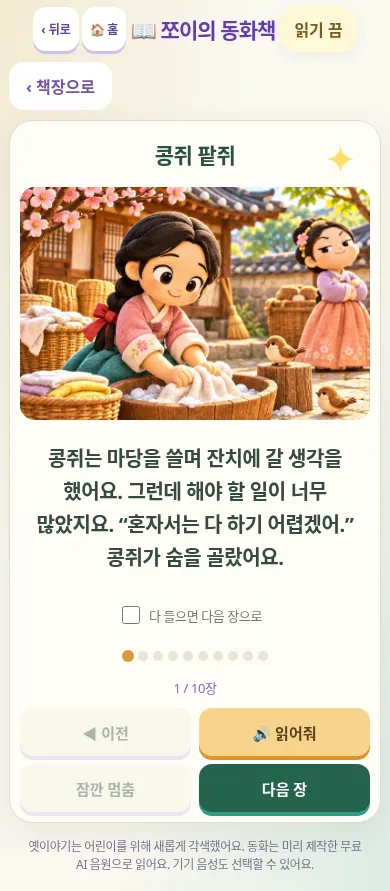 ‹ 뒤로
🏠 홈
📖 쪼이의 동화책
읽기 끔
‹ 책장으로
콩쥐 팥쥐
콩쥐는 마당을 쓸며 잔치에 갈 생각을
했어요. 그런데 해야 할 일이 너무
많았지요. “혼자서는 다 하기 어렵겠어.”
콩쥐가 숨을 골랐어요.
다 들으면 다음 장으로
1 / 10장
◀ 이전
🔊 읽어줘
잠깐 멈춤
다음 장
옛이야기는 어린이를 위해 새롭게 각색했어요. 동화는 미리 제작한 무료
AI 음원으로 읽어요. 기기 음성도 선택할 수 있어요.